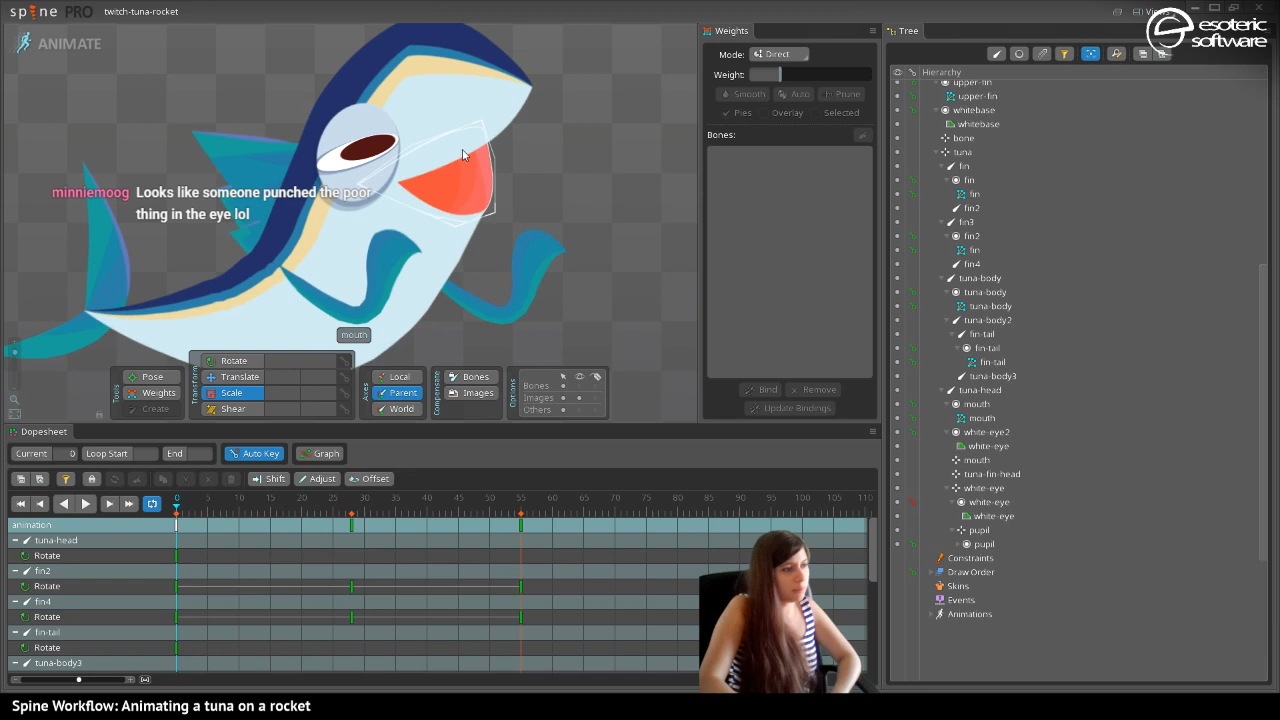 spine PRO
twitch-tuna-rocket
Views
esoteric
software
ANIMATE
minniemoog Looks like someone punched the poor
thing in the eye lol
mouth
Tools
Pose
Weights
Create
Transform
Rotate
Translate
Scale
Shear
Axes
Local
Parent
World
Compensate
Bones
Images
Options
Bones
Images
Others
Weights
Mode: Direct
Weight:
Smooth Auto Prune
Pies Overlay Selected
Bones:
Bind Remove
Update Bindings
Tree
Hierarchy
upper-fin
upper-fin
whitebase
whitebase
bone
tuna
fin
fin
fin
fin2
fin3
fin2
fin
fin4
tuna-body
tuna-body
tuna-body
tuna-body2
fin-tail
fin-tail
fin-tail
tuna-body3
tuna-head
mouth
mouth
white-eye2
white-eye
mouth
tuna-fin-head
white-eye
white-eye
white-eye
pupil
pupil
Constraints
Draw Order
Skins
Events
Animations
Dopesheet
Current 0 Loop Start End Auto Key Graph
Shift Adjust Offset
0 5 10 15 20 25 30 35 40 45 50 55 60 65 70 75 80 85 90 95 100 105 110
animation
tuna-head
Rotate
fin2
Rotate
fin4
Rotate
fin-tail
Rotate
tuna-body3
Spine Workflow: Animating a tuna on a rocket